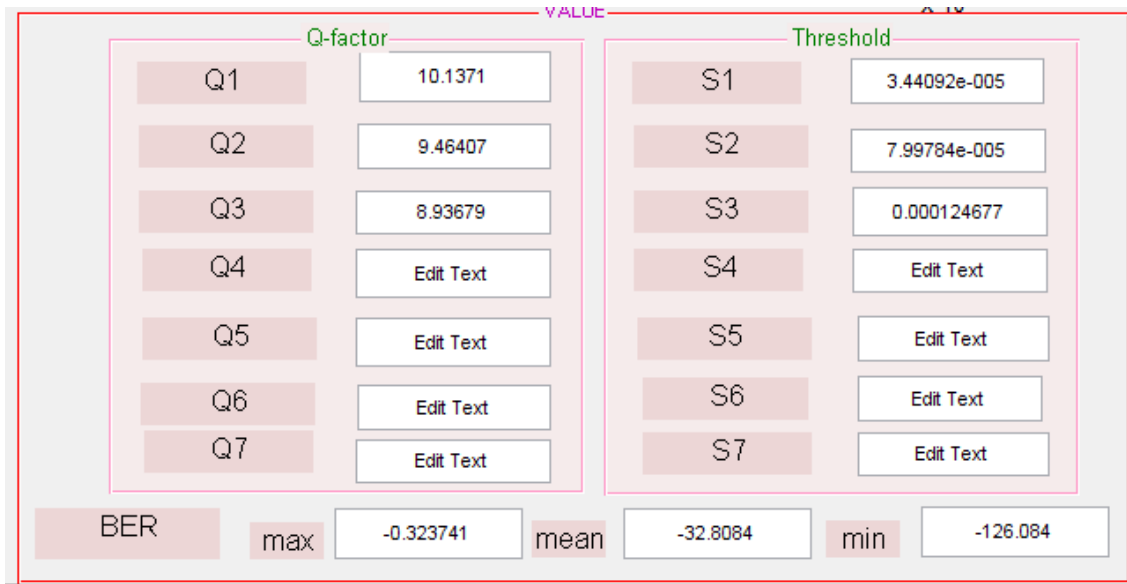 VALUE
Q-factor Threshold
Q1 10.1371 S1 3.44092e-005
Q2 9.46407 S2 7.99784e-005
Q3 8.93679 S3 0.000124677
Q4 Edit Text S4 Edit Text
Q5 Edit Text S5 Edit Text
Q6 Edit Text S6 Edit Text
Q7 Edit Text S7 Edit Text
BER max -0.323741 mean -32.8084 min -126.084